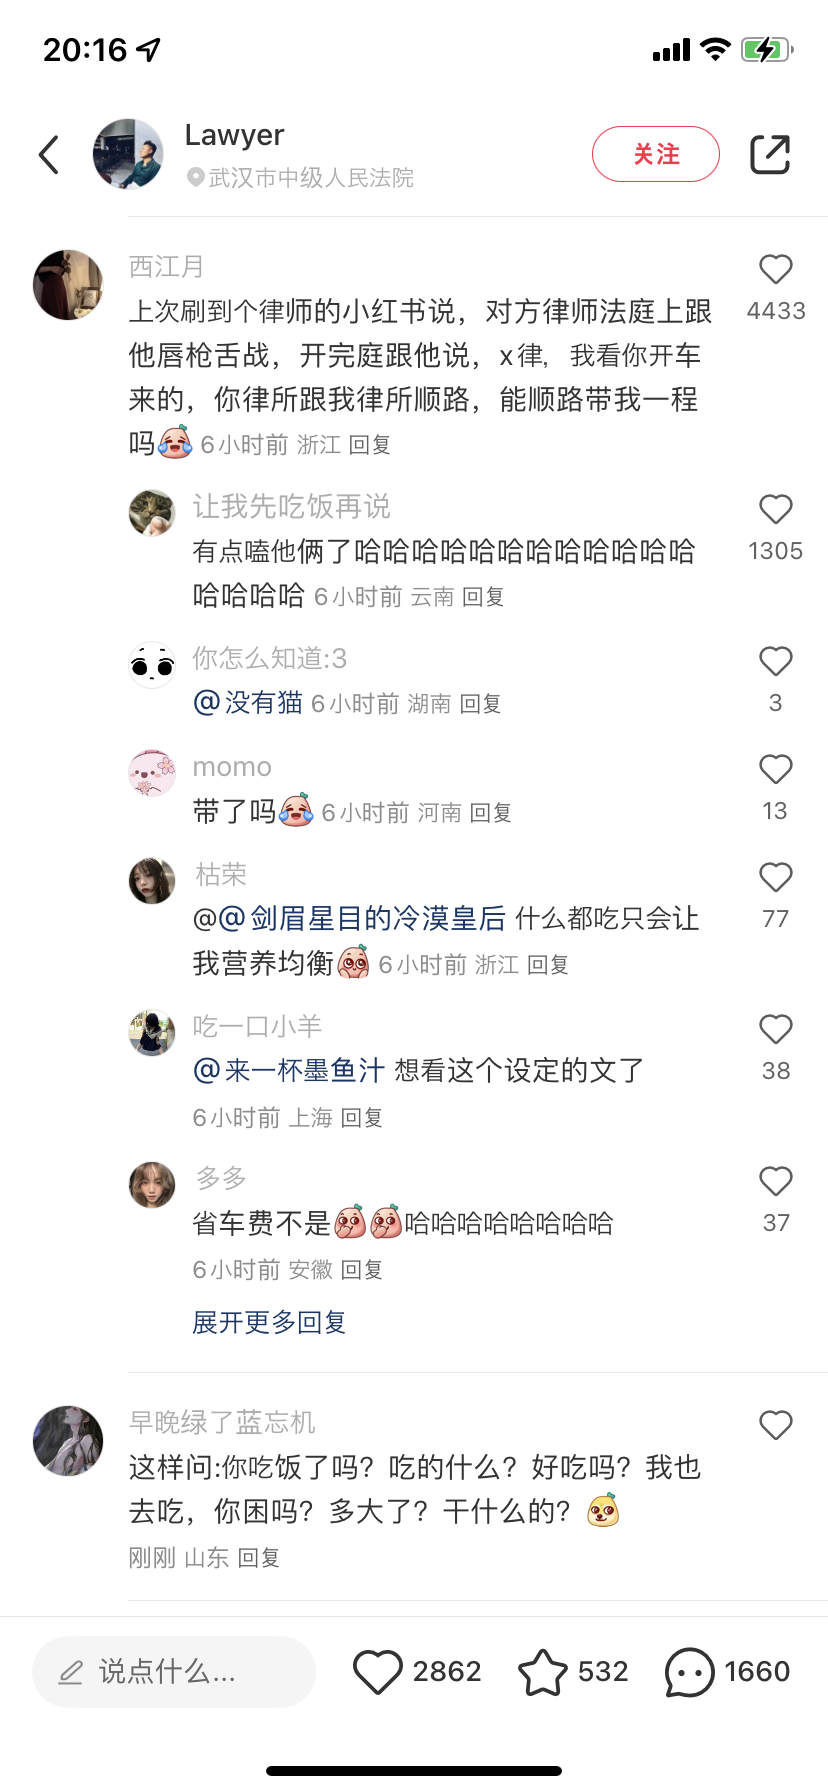 20:16
Lawyer
武汉市中级人民法院
关注
西江月
上次刷到个律师的小红书说，对方律师法庭上跟
他唇枪舌战，开完庭跟他说，x律，我看你开车
来的，你律所跟我律所顺路，能顺路带我一程
吗 6小时前 浙江 回复
4433
让我先吃饭再说
有点嗑他俩了哈哈哈哈哈哈哈哈哈哈哈哈
哈哈哈哈 6小时前 云南 回复
1305
你怎么知道:3
@没有猫 6小时前 湖南 回复
3
momo
带了吗 6小时前 河南 回复
13
枯荣
@@剑眉星目的冷漠皇后 什么都吃只会让
我营养均衡 6小时前 浙江 回复
77
吃一口小羊
@来一杯墨鱼汁 想看这个设定的文了
6小时前 上海 回复
38
多多
省车费不是哈哈哈哈哈哈哈哈
6小时前 安徽 回复
37
展开更多回复
早晚绿了蓝忘机
这样问:你吃饭了吗？吃的什么？好吃吗？我也
去吃，你困吗？多大了？干什么的？
刚刚 山东 回复
说点什么...
2862
532
1660